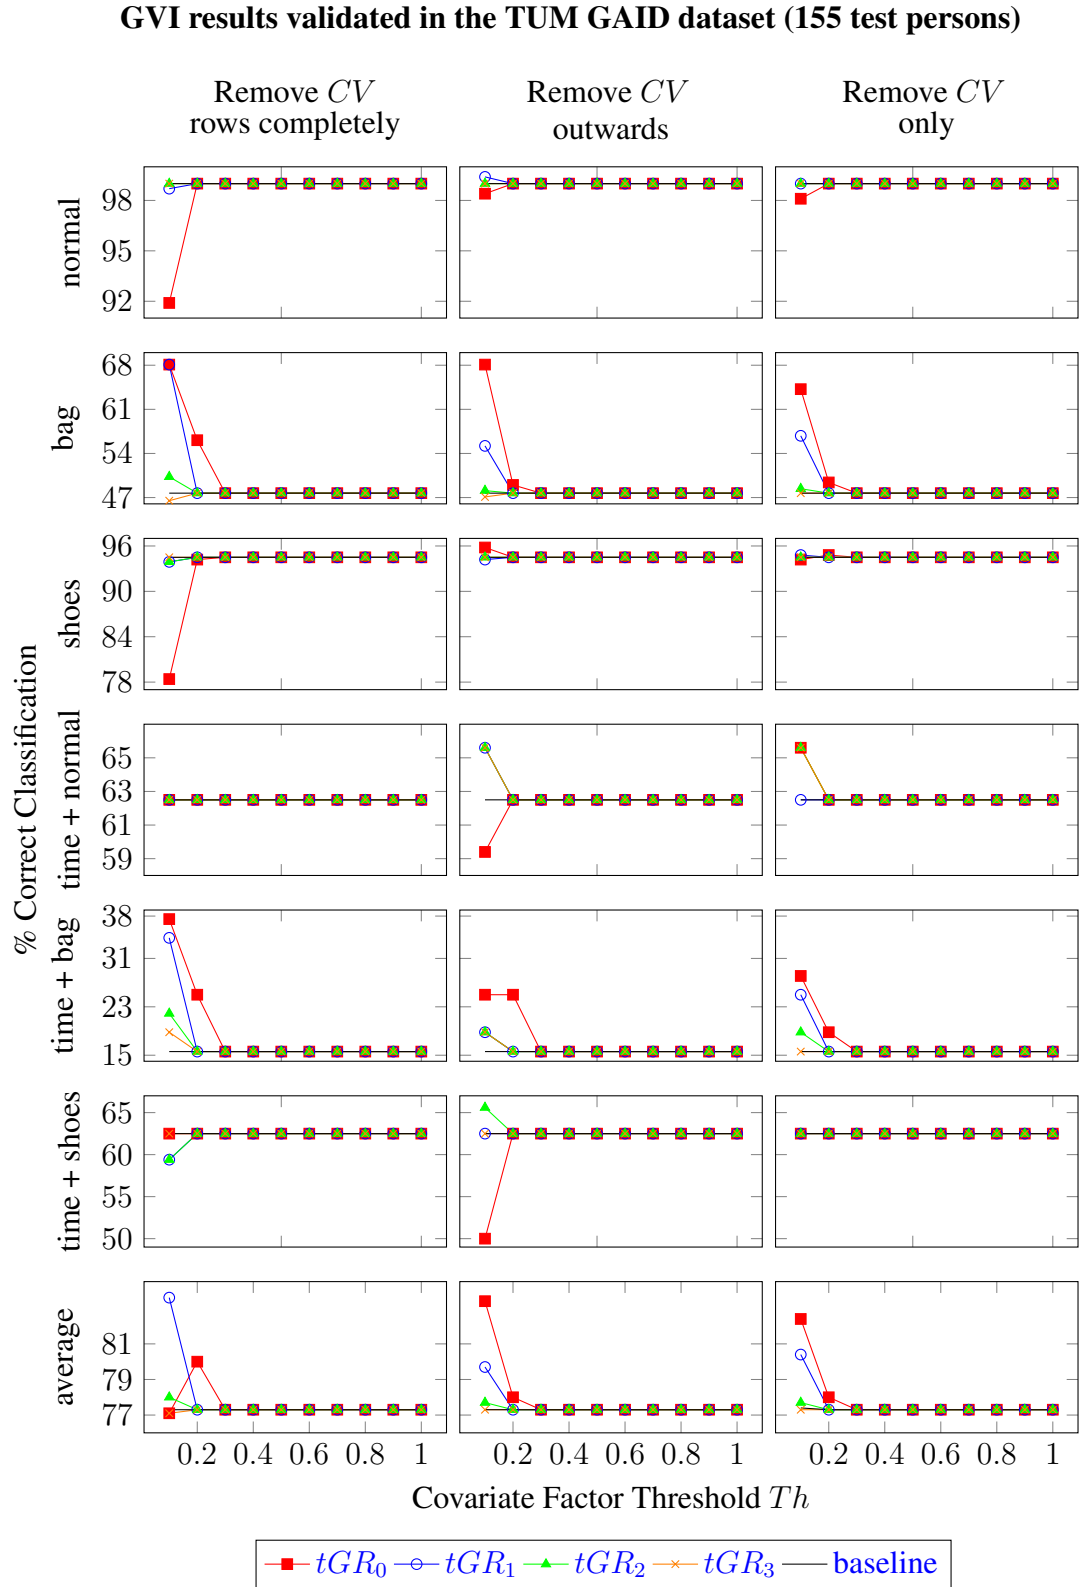 GVI results validated in the TUM GAID dataset (155 test persons)
Remove CV rows completely
Remove CV outwards
Remove CV only
% Correct Classification
normal
98
95
92
bag
68
61
54
47
shoes
96
90
84
78
time + normal
65
63
61
59
time + bag
38
31
23
15
time + shoes
65
60
55
50
average
81
79
77
0.2 0.4 0.6 0.8 1
0.2 0.4 0.6 0.8 1
0.2 0.4 0.6 0.8 1
Covariate Factor Threshold Th
tGR₀ tGR₁ tGR₂ tGR₃ baseline